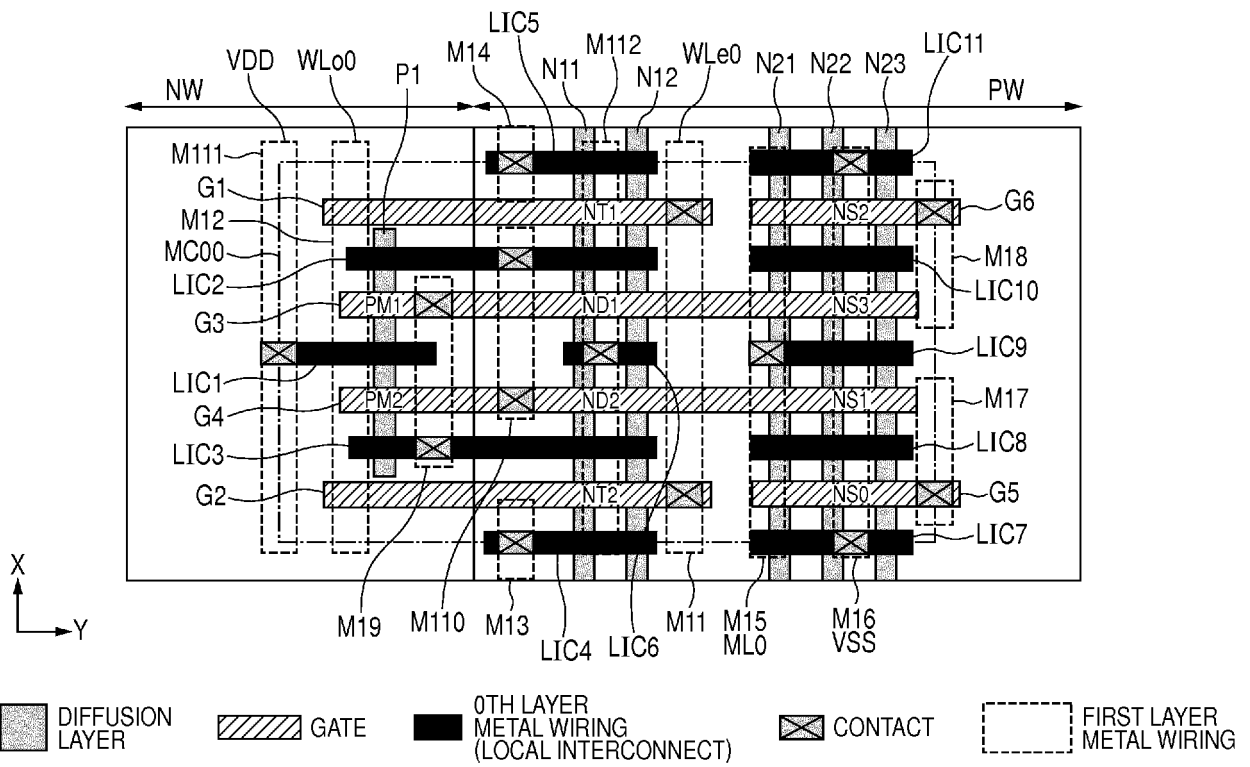 LIC5
M14
M112
WLe0
LIC11
VDD
WLo0
P1
N11
N12
N21
N22
N23
NW
PW
M111
G1
NT1
NS2
G6
M12
MC00
M18
LIC2
LIC10
PM1
ND1
NS3
G3
LIC9
LIC1
PM2
ND2
NS1
M17
G4
LIC3
LIC8
G2
NT2
NS0
G5
LIC7
X
Y
M19
M110
M13
LIC4
LIC6
M11
M15
ML0
M16
VSS
DIFFUSION
LAYER
GATE
0TH LAYER
METAL WIRING
(LOCAL INTERCONNECT)
CONTACT
FIRST LAYER
METAL WIRING